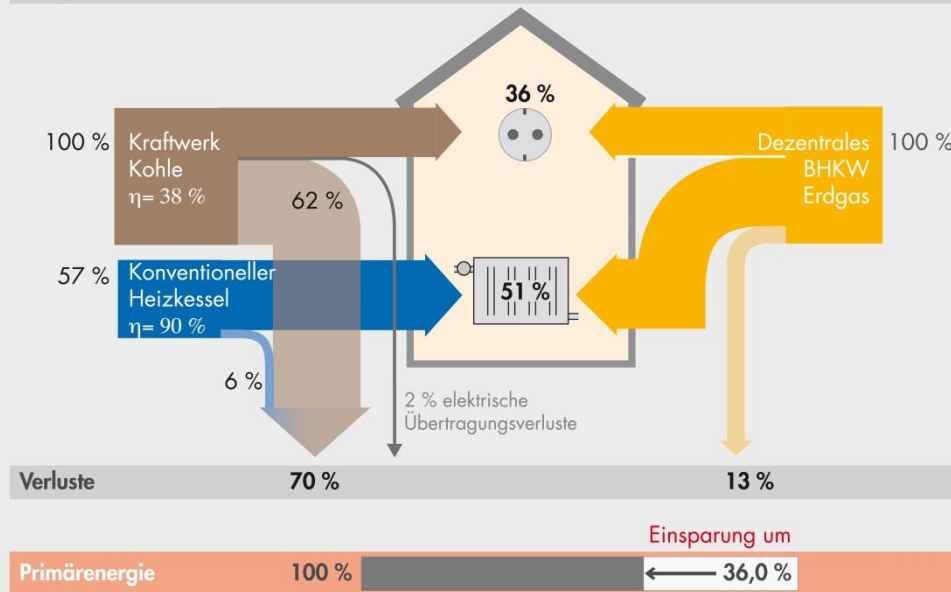 36 %
100 %
Kraftwerk
Kohle
η= 38 %
Dezentrales
BHKW
Erdgas
100 %
62 %
57 %
Konventioneller
Heizkessel
η= 90 %
51 %
6 %
2 % elektrische
Übertragungsverluste
Verluste
70 %
13 %
Einsparung um
Primärenergie
100 %
36,0 %